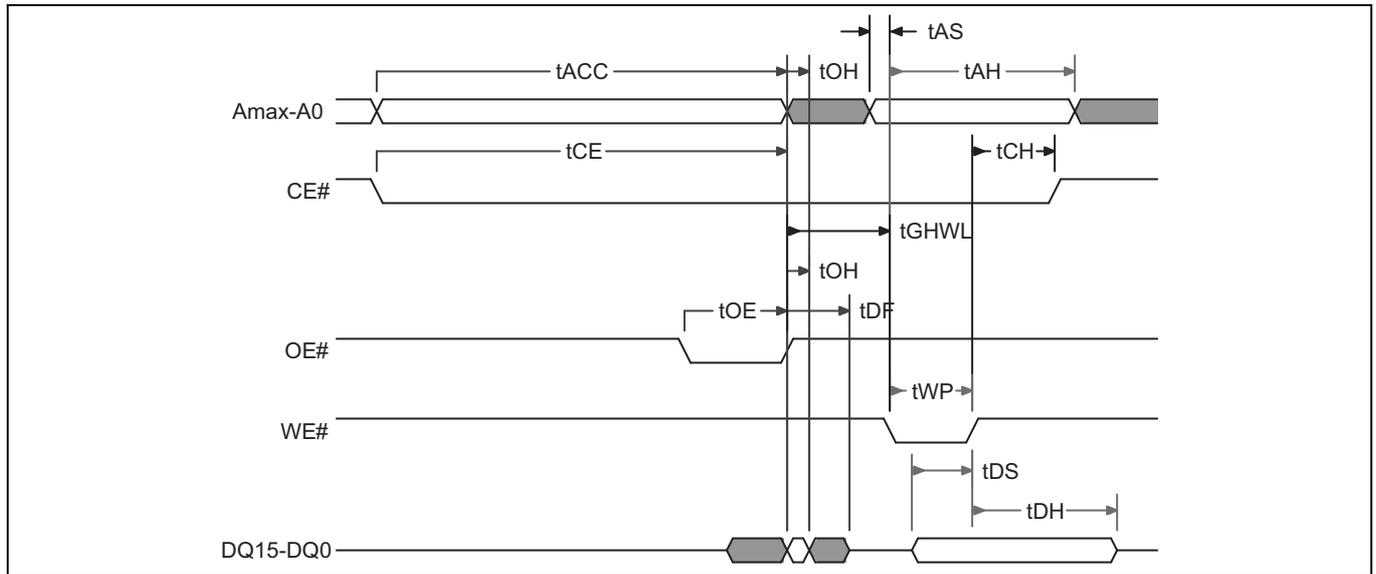 tAS
tACC
tOH
tAH
Amax-A0
tCE
tCH
CE#
tGHWL
tOH
tOE
tDF
OE#
tWP
WE#
tDS
tDH
DQ15-DQ0